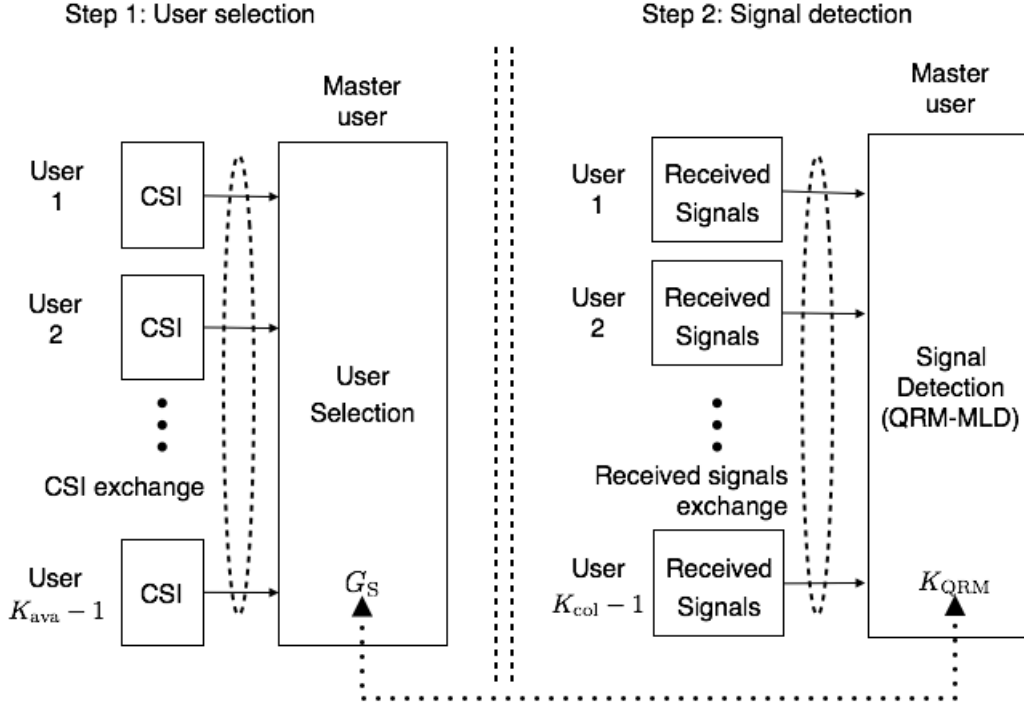 Step 1: User selection
Master
user
User
1
CSI
User
2
CSI
User
Selection
CSI exchange
User
K_ava − 1
CSI
G_S
Step 2: Signal detection
Master
user
User
1
Received
Signals
User
2
Received
Signals
Signal
Detection
(QRM-MLD)
Received signals
exchange
User
K_col − 1
Received
Signals
K_QRM